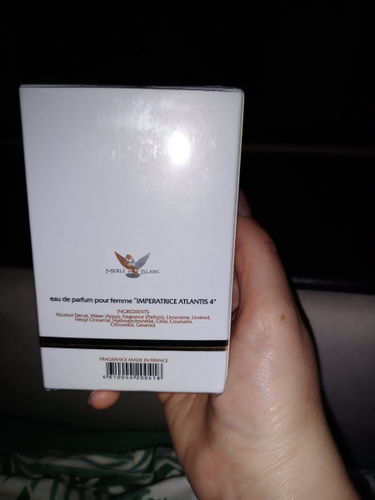 MERLE BLANC
eau de parfum pour femme "IMPERATRICE ATLANTIS 4"
INGREDIENTS
Alcohol Denat, Water (Aqua), Fragrance (Parfum), Limonene, Linalool,
Hexyl Cinnamal, Hydroxycitronellal, Citral, Coumarin,
Citronellol, Geraniol.
FRAGRANCE MADE IN FRANCE